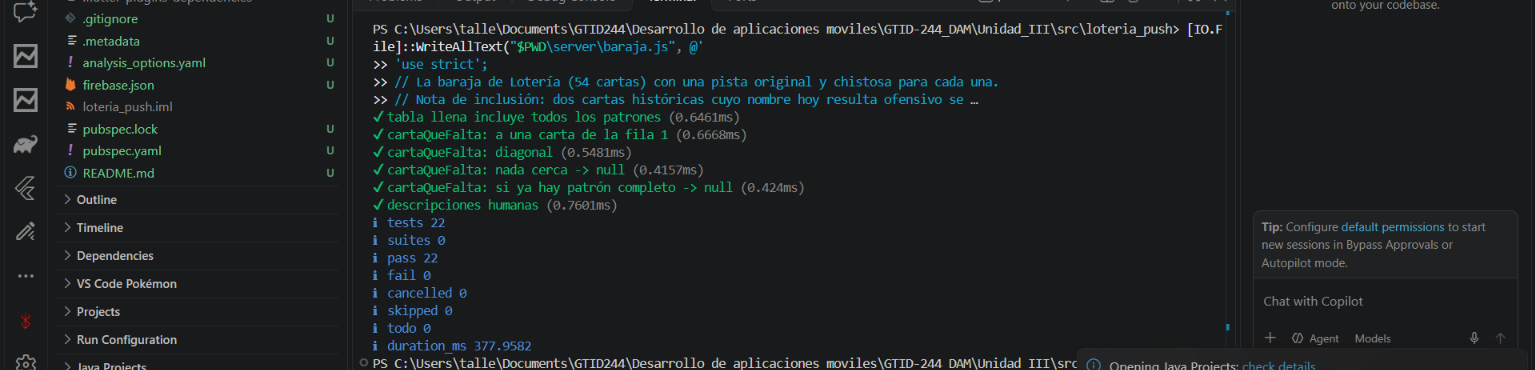 .gitignore U
.metadata U
analysis_options.yaml U
firebase.json U
loteria_push.iml
pubspec.lock U
pubspec.yaml U
README.md U
Outline
Timeline
Dependencies
VS Code Pokémon
Projects
Run Configuration
Java Projects
PS C:\Users\talle\Documents\GTID244\Desarrollo de aplicaciones moviles\GTID-244_DAM\Unidad_III\src\loteria_push> [IO.F
ile]::WriteAllText("$PWD\server\baraja.js", @'
>> 'use strict';
>> // La baraja de Lotería (54 cartas) con una pista original y chistosa para cada una.
>> // Nota de inclusión: dos cartas históricas cuyo nombre hoy resulta ofensivo se …
✓ tabla llena incluye todos los patrones (0.6461ms)
✓ cartaQueFalta: a una carta de la fila 1 (0.6668ms)
✓ cartaQueFalta: diagonal (0.5481ms)
✓ cartaQueFalta: nada cerca -> null (0.4157ms)
✓ cartaQueFalta: si ya hay patrón completo -> null (0.424ms)
✓ descripciones humanas (0.7601ms)
ℹ tests 22
ℹ suites 0
ℹ pass 22
ℹ fail 0
ℹ cancelled 0
ℹ skipped 0
ℹ todo 0
ℹ duration_ms 377.9582
PS C:\Users\talle\Documents\GTID244\Desarrollo de aplicaciones moviles\GTID-244_DAM\Unidad_III\src
onto your codebase.
Tip: Configure default permissions to start
new sessions in Bypass Approvals or
Autopilot mode.
Chat with Copilot
Agent Models
Opening Java Projects: check details